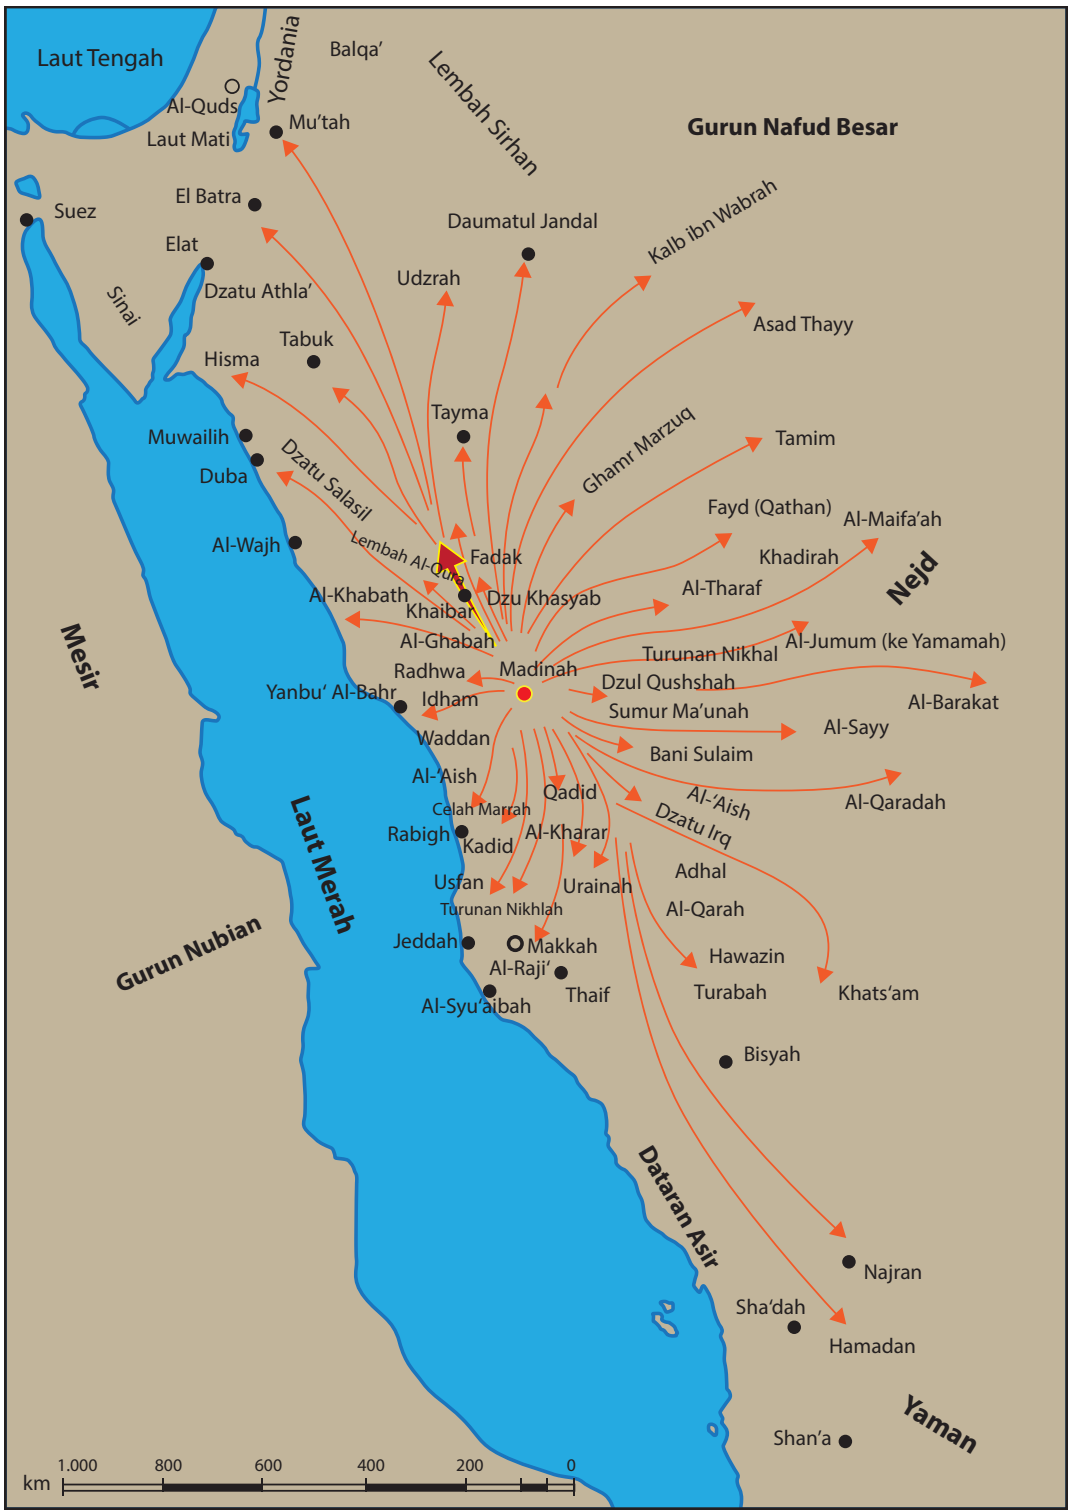 Laut Tengah
Yordania
Balqa’
Lembah Sirhan
Al-Quds
Laut Mati
Mu’tah
Gurun Nafud Besar
El Batra
Suez
Daumatul Jandal
Kalb ibn Wabrah
Elat
Dzatu Athla’
Udzrah
Sinai
Asad Thayy
Tabuk
Hisma
Tayma
Muwailih
Duba
Dzatu Salasil
Ghamr Marzuq
Tamim
Fayd (Qathan)
Al-Maifa’ah
Al-Wajh
Lembah Al-Qura
Fadak
Khadirah
Nejd
Al-Khabath
Khaibar
Dzu Khasyab
Al-Tharaf
Mesir
Al-Ghabah
Al-Jumum (ke Yamamah)
Radhwa
Madinah
Turunan Nikhal
Yanbu‘ Al-Bahr
Idham
Dzul Qushshah
Al-Barakat
Sumur Ma’unah
Al-Sayy
Waddan
Bani Sulaim
Al-‘Aish
Qadid
Al-‘Aish
Al-Qaradah
Celah Marrah
Dzatu Irq
Laut Merah
Rabigh
Kadid
Al-Kharar
Adhal
Usfan
Urainah
Turunan Nikhlah
Al-Qarah
Gurun Nubian
Jeddah
Makkah
Hawazin
Al-Raji‘
Thaif
Turabah
Khats‘am
Al-Syu‘aibah
Bisyah
Dataran Asir
Najran
Sha‘dah
Hamadan
Yaman
Shan’a
km
1.000 800 600 400 200 0